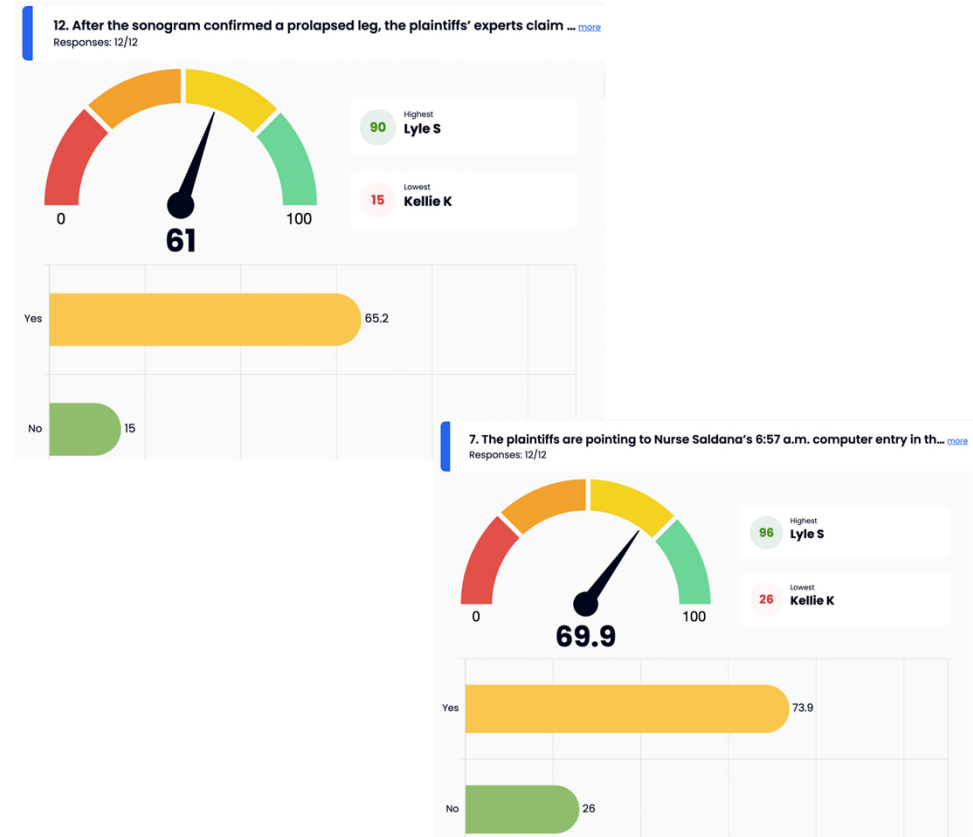 12. After the sonogram confirmed a prolapsed leg, the plaintiffs’ experts claim ... more
Responses: 12/12
Highest
90 Lyle S
Lowest
15 Kellie K
0 100
61
Yes 65.2
No 15
7. The plaintiffs are pointing to Nurse Saldana’s 6:57 a.m. computer entry in th... more
Responses: 12/12
Highest
96 Lyle S
Lowest
26 Kellie K
0 100
69.9
Yes 73.9
No 26